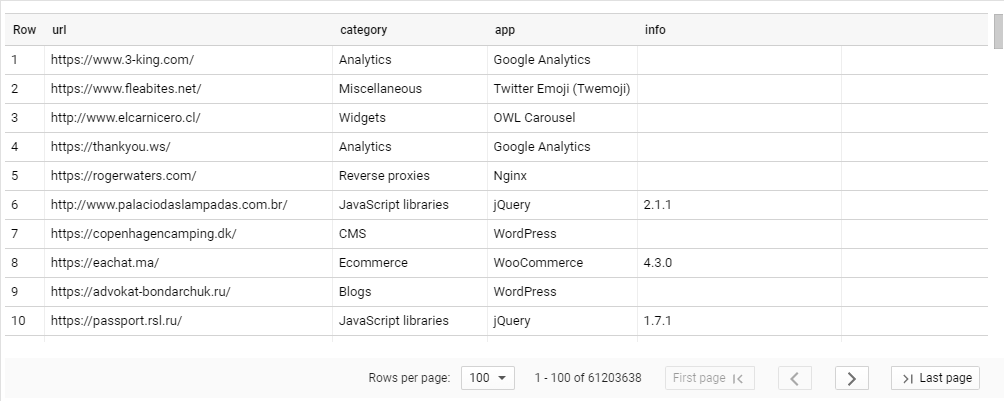 Row url category app info
1 https://www.3-king.com/ Analytics Google Analytics
2 https://www.fleabites.net/ Miscellaneous Twitter Emoji (Twemoji)
3 http://www.elcarnicero.cl/ Widgets OWL Carousel
4 https://thankyou.ws/ Analytics Google Analytics
5 https://rogerwaters.com/ Reverse proxies Nginx
6 http://www.palaciodaslampadas.com.br/ JavaScript libraries jQuery 2.1.1
7 https://copenhagencamping.dk/ CMS WordPress
8 https://eachat.ma/ Ecommerce WooCommerce 4.3.0
9 https://advokat-bondarchuk.ru/ Blogs WordPress
10 https://passport.rsl.ru/ JavaScript libraries jQuery 1.7.1
Rows per page: 100 1 - 100 of 61203638 First page Last page